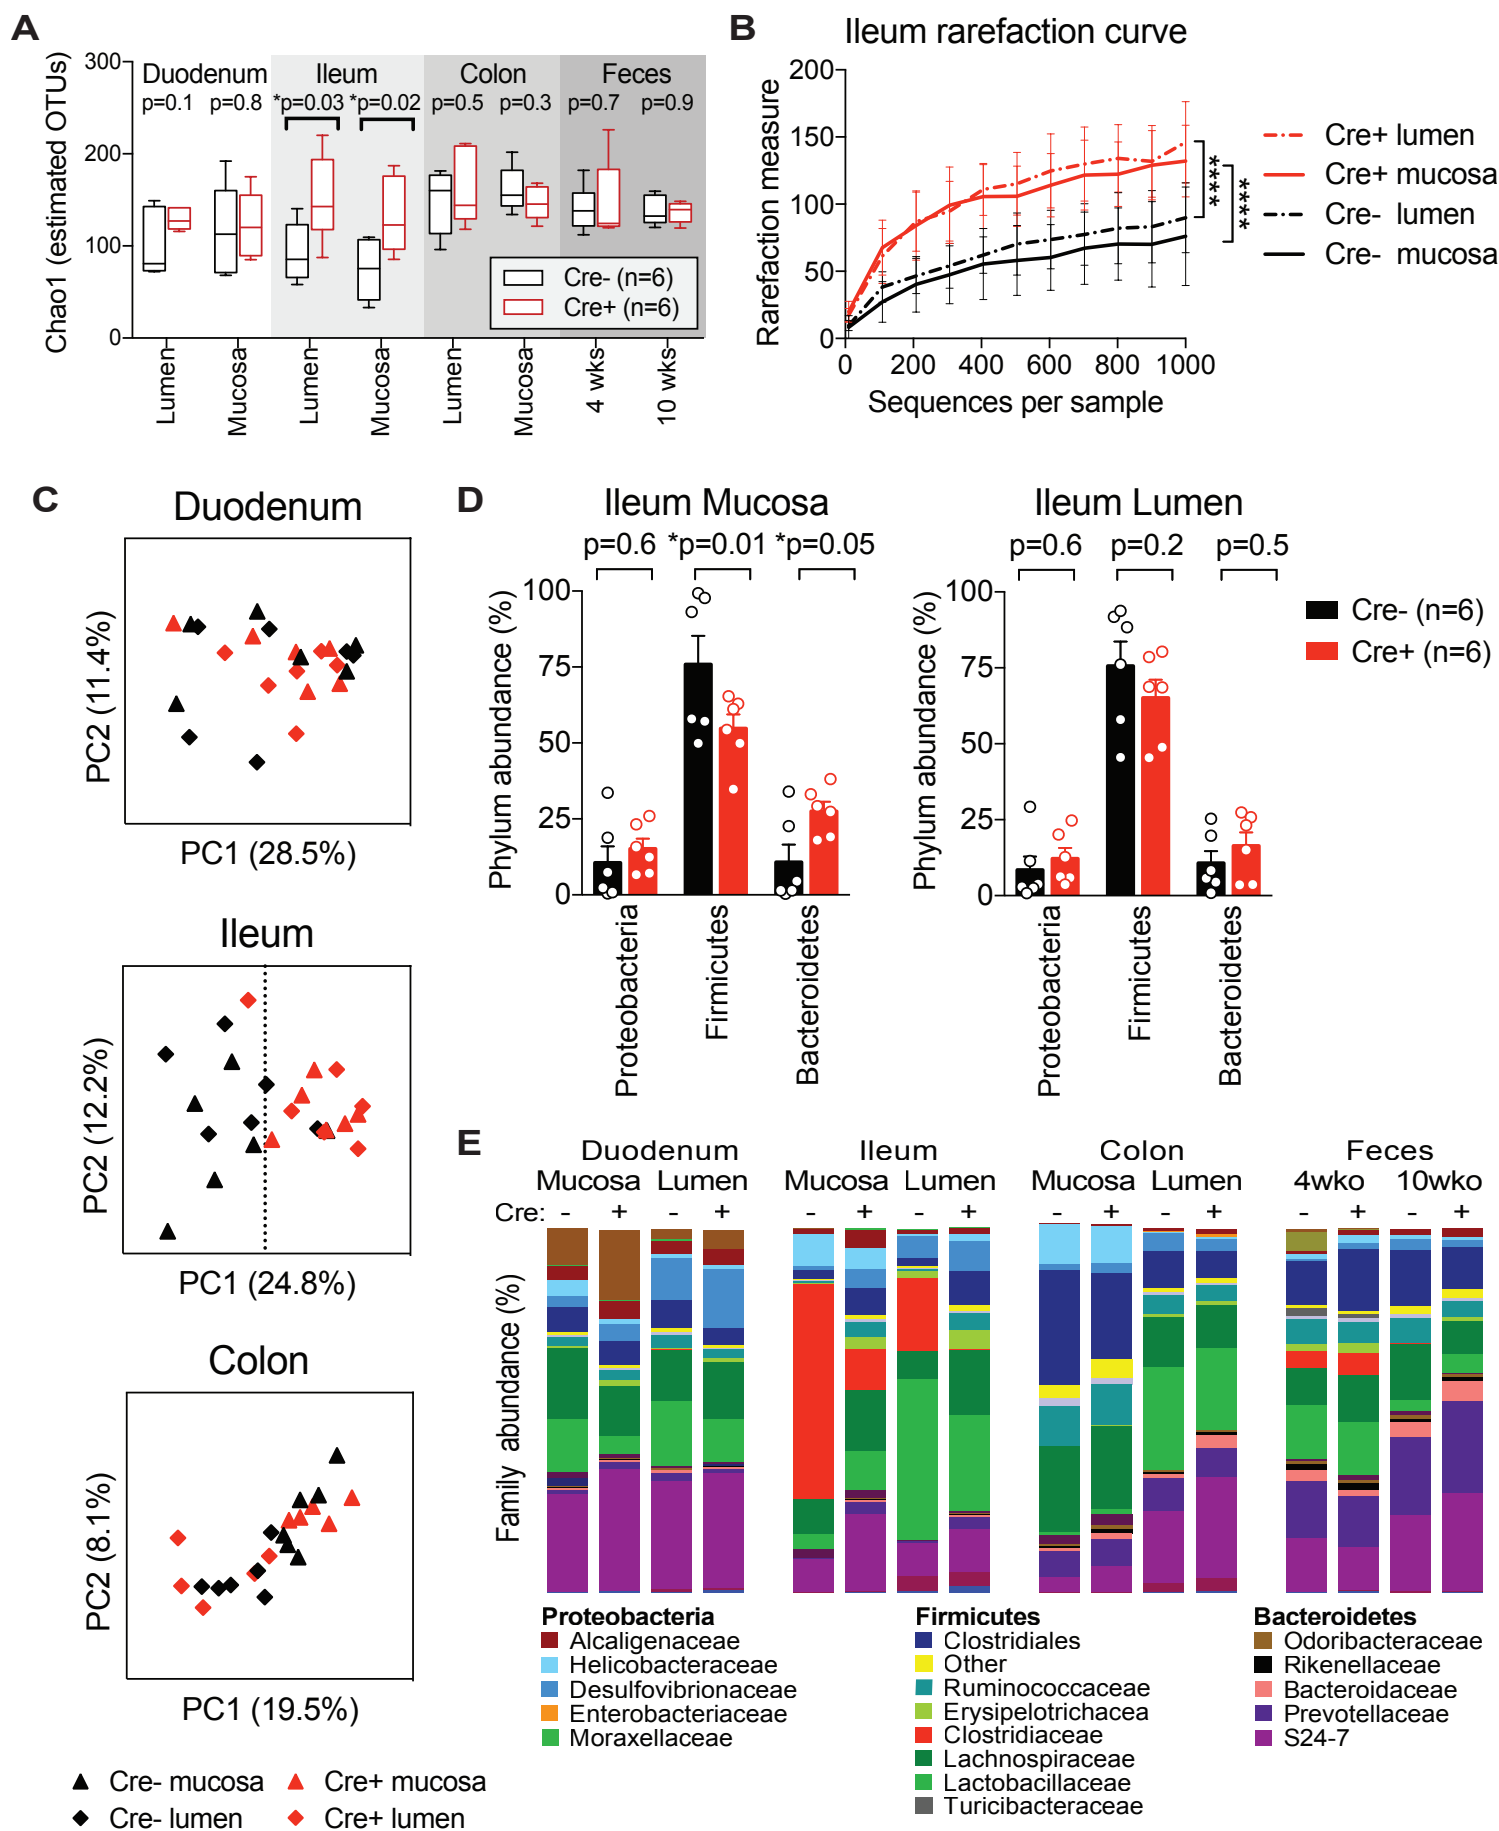 A
300
200
100
0
Chao1 (estimated OTUs)
Duodenum
Ileum
Colon
Feces
p=0.1
p=0.8
*p=0.03
*p=0.02
p=0.5
p=0.3
p=0.7
p=0.9
Cre- (n=6)
Cre+ (n=6)
Lumen
Mucosa
Lumen
Mucosa
Lumen
Mucosa
4 wks
10 wks
B
Ileum rarefaction curve
200
150
100
50
0
Rarefaction measure
0
200
400
600
800
1000
Sequences per sample
****
****
Cre+ lumen
Cre+ mucosa
Cre- lumen
Cre- mucosa
C
Duodenum
PC2 (11.4%)
PC1 (28.5%)
Ileum
PC2 (12.2%)
PC1 (24.8%)
Colon
PC2 (8.1%)
PC1 (19.5%)
Cre- mucosa
Cre+ mucosa
Cre- lumen
Cre+ lumen
D
Ileum Mucosa
p=0.6
*p=0.01
*p=0.05
100
75
50
25
0
Phylum abundance (%)
Proteobacteria
Firmicutes
Bacteroidetes
Ileum Lumen
p=0.6
p=0.2
p=0.5
100
75
50
25
0
Phylum abundance (%)
Proteobacteria
Firmicutes
Bacteroidetes
Cre- (n=6)
Cre+ (n=6)
E
Duodenum
Ileum
Colon
Feces
Mucosa Lumen
Mucosa Lumen
Mucosa Lumen
4wko 10wko
Cre: - + - +
- + - +
- + - +
- + - +
Family abundance (%)
Proteobacteria
Alcaligenaceae
Helicobacteraceae
Desulfovibrionaceae
Enterobacteriaceae
Moraxellaceae
Firmicutes
Clostridiales
Other
Ruminococcaceae
Erysipelotrichacea
Clostridiaceae
Lachnospiraceae
Lactobacillaceae
Turicibacteraceae
Bacteroidetes
Odoribacteraceae
Rikenellaceae
Bacteroidaceae
Prevotellaceae
S24-7